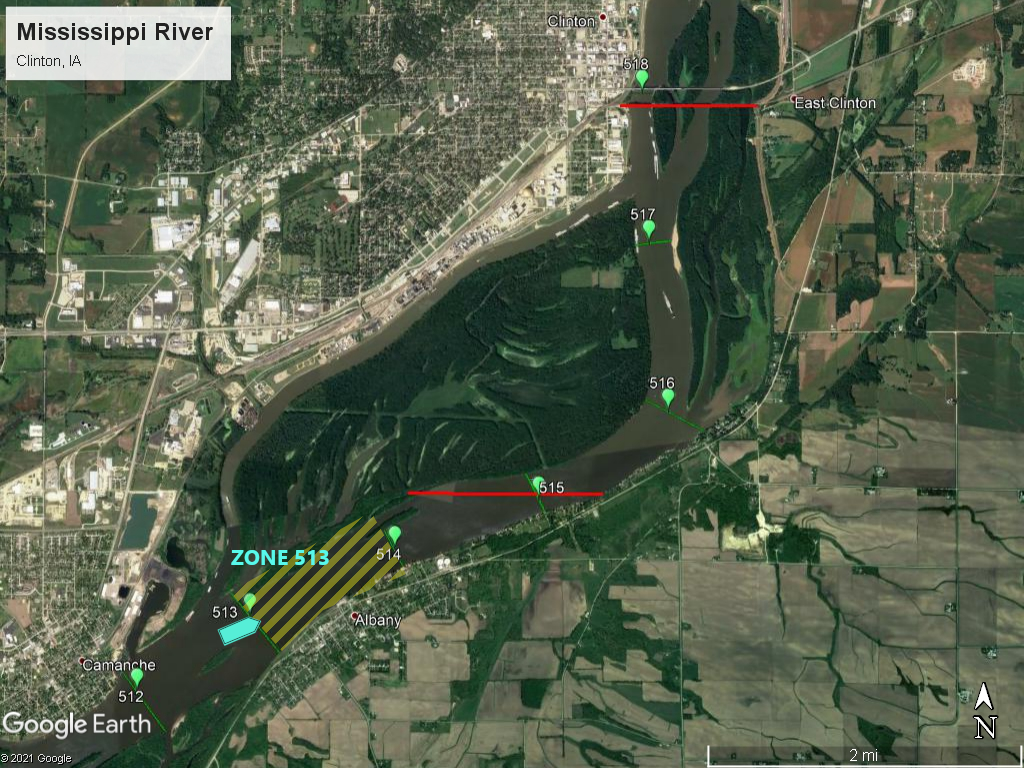 Mississippi River
Clinton, IA
Clinton
518
East Clinton
517
516
515
514
ZONE 513
513
Albany
Camanche
512
N
Google Earth
2 mi
© 2021 Google